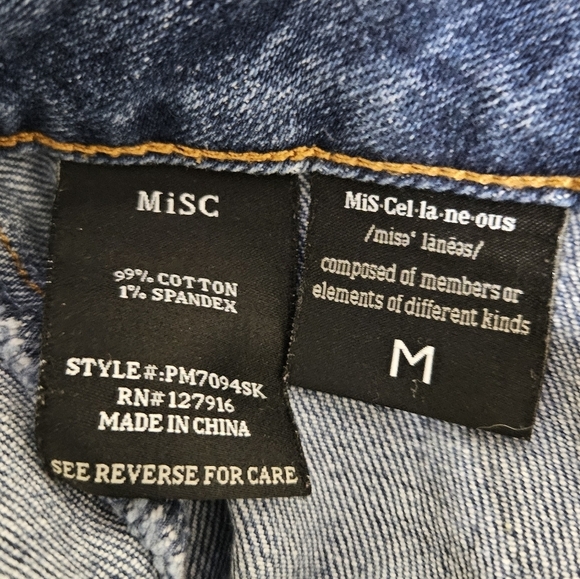 MiSC
99% COTTON
1% SPANDEX
STYLE#:PM7094SK
RN# 127916
MADE IN CHINA
SEE REVERSE FOR CARE
MiS·Cel·la·ne·ous
/misəˈlānēəs/
composed of members or
elements of different kinds
M